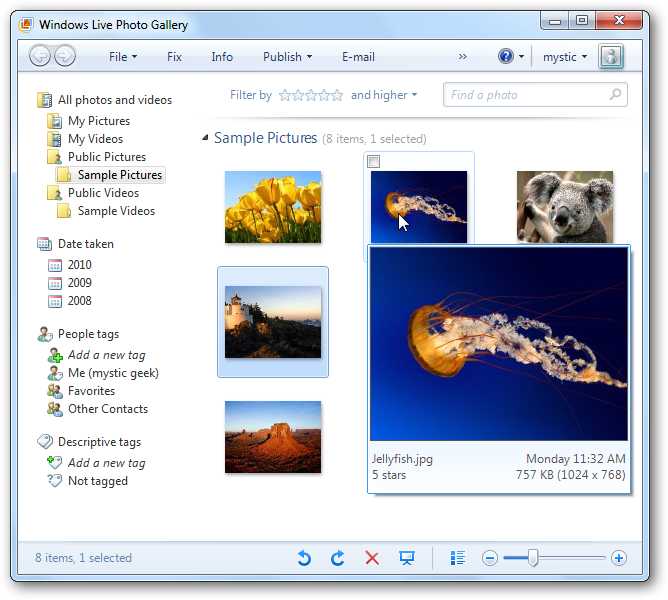 Windows Live Photo Gallery
File Fix Info Publish E-mail » mystic
Filter by and higher Find a photo
All photos and videos
My Pictures
My Videos
Public Pictures
Sample Pictures
Public Videos
Sample Videos
Date taken
2010
2009
2008
People tags
Add a new tag
Me (mystic geek)
Favorites
Other Contacts
Descriptive tags
Add a new tag
Not tagged
Sample Pictures (8 items, 1 selected)
Jellyfish.jpg Monday 11:32 AM
5 stars 757 KB (1024 x 768)
8 items, 1 selected